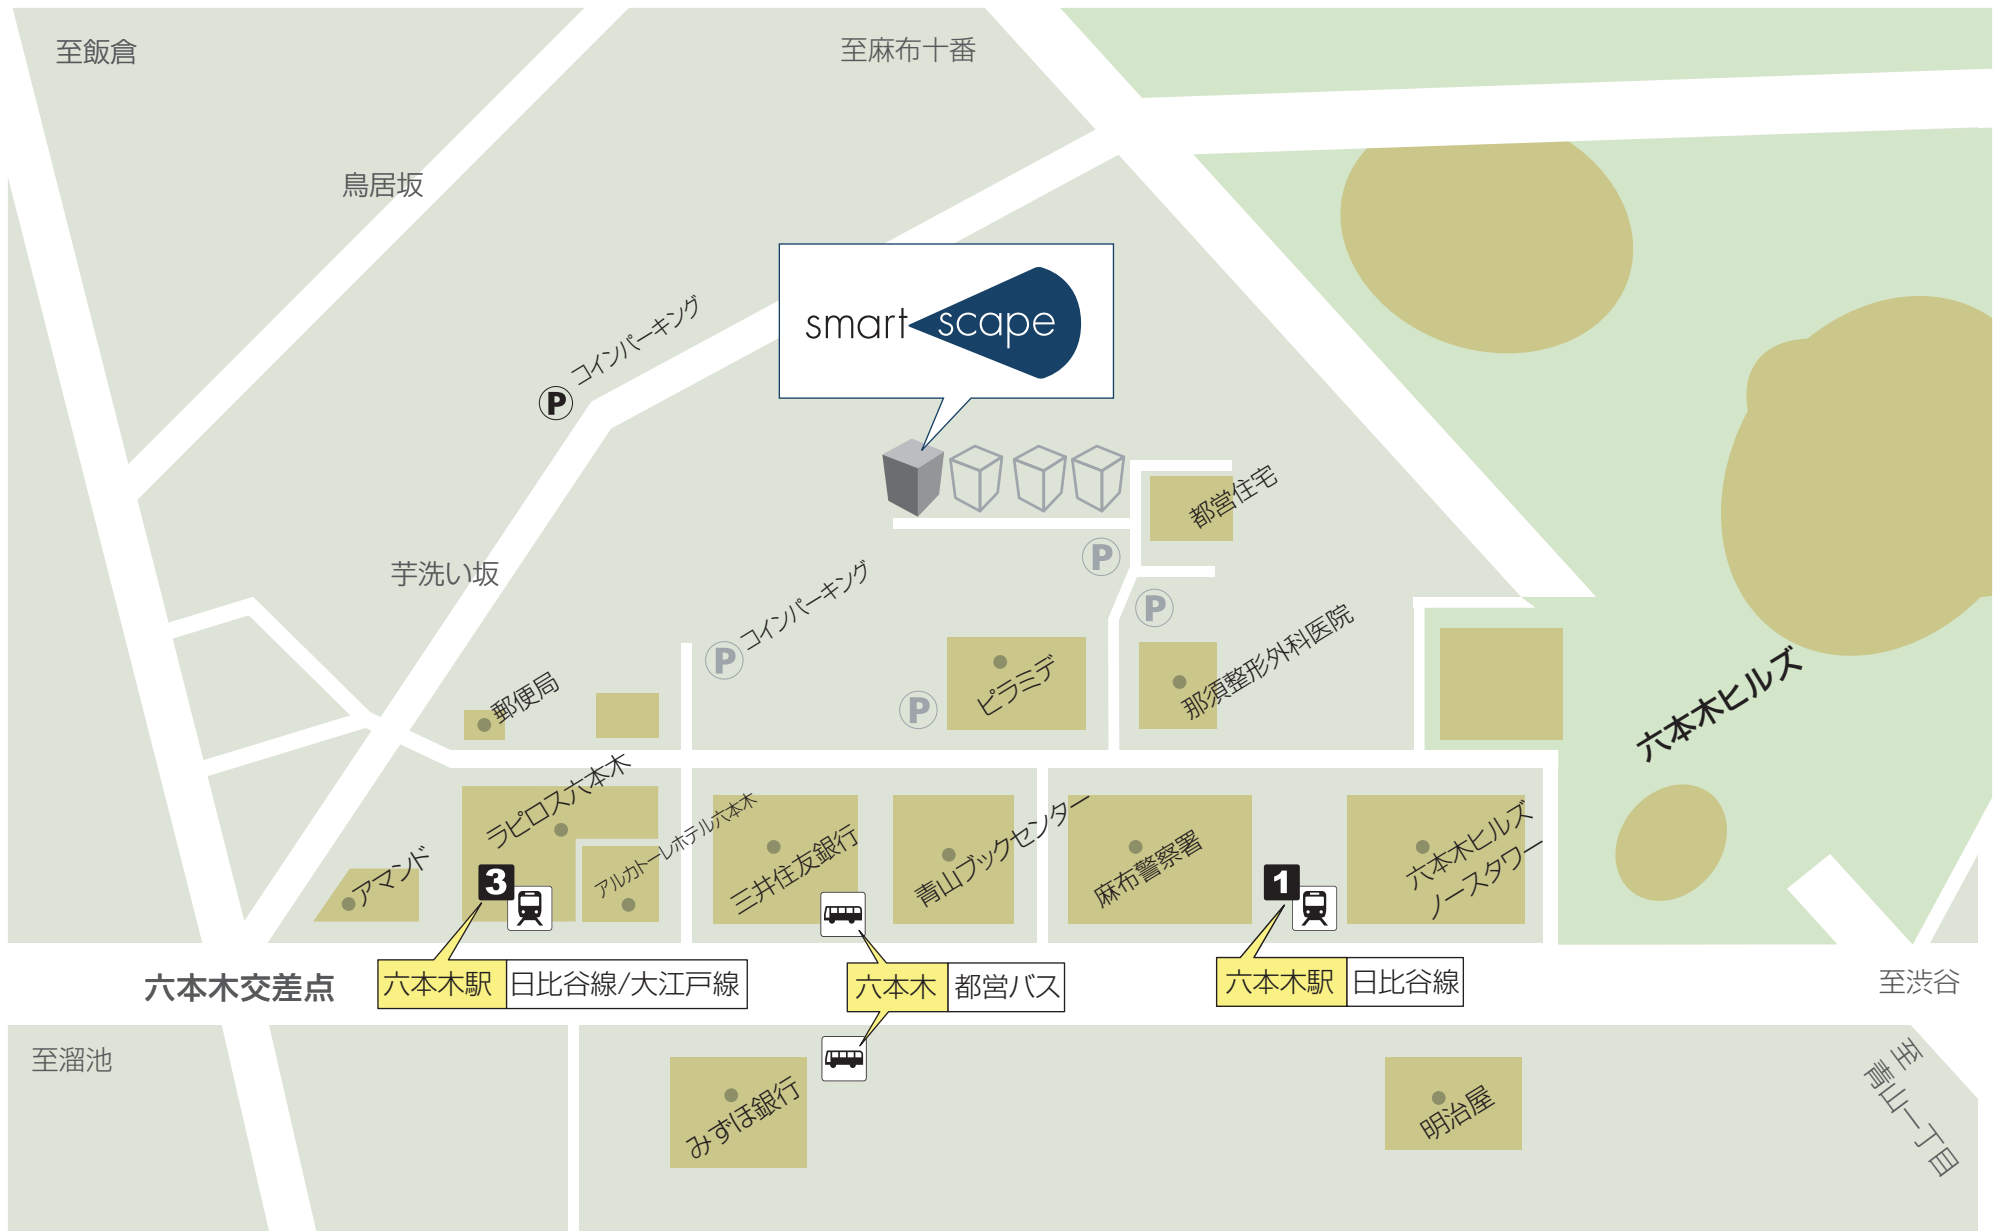 至飯倉
至麻布十番
鳥居坂
smart scape
コインパーキング
P
都営住宅
P
芋洗い坂
コインパーキング
P
P
那須整形外科医院
ピラミデ
P
郵便局
六本木ヒルズ
ラピロス六本木
アルカトーレホテル六本木
アマンド
三井住友銀行
青山ブックセンター
麻布警察署
六本木ヒルズ
ノースタワー
3
1
六本木交差点
六本木駅 日比谷線/大江戸線
六本木 都営バス
六本木駅 日比谷線
至渋谷
至溜池
至
青山一丁目
みずほ銀行
明治屋